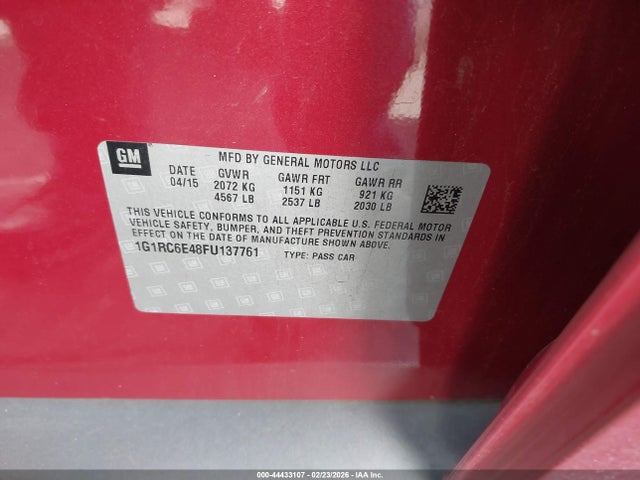 GM
MFD BY GENERAL MOTORS LLC
DATE GVWR GAWR FRT GAWR RR
04/15 2072 KG 1151 KG 921 KG
4567 LB 2537 LB 2030 LB
THIS VEHICLE CONFORMS TO ALL APPLICABLE U.S. FEDERAL MOTOR
VEHICLE SAFETY, BUMPER, AND THEFT PREVENTION STANDARDS IN
EFFECT ON THE DATE OF MANUFACTURE SHOWN ABOVE.
1G1RC6E48FU137761 TYPE: PASS CAR
000-44433107 - 02/23/2026 - IAA Inc.